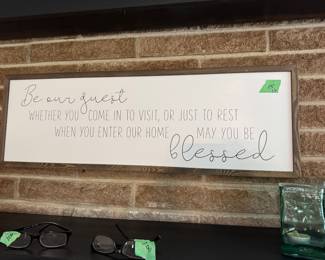 Be our guest
WHETHER YOU COME IN TO VISIT, OR JUST TO REST
WHEN YOU ENTER OUR HOME MAY YOU BE
blessed